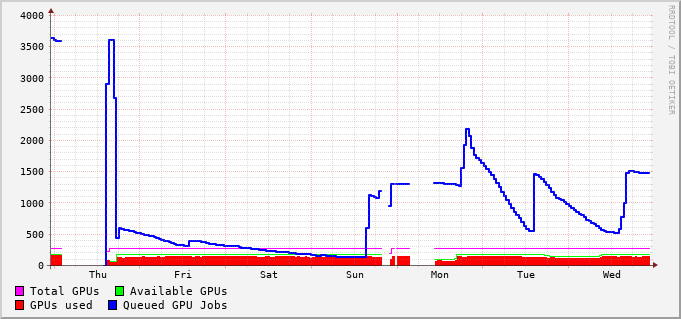 4000
3500
3000
2500
2000
1500
1000
500
0
Thu Fri Sat Sun Mon Tue Wed
Total GPUs Available GPUs
GPUs used Queued GPU Jobs
RRDTOOL / TOBI OETIKER